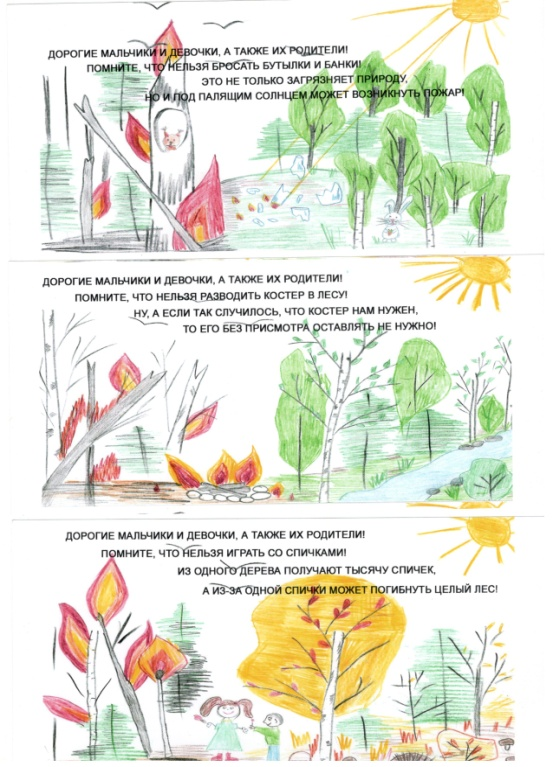 ДОРОГИЕ МАЛЬЧИКИ И ДЕВОЧКИ, А ТАКЖЕ ИХ РОДИТЕЛИ!
ПОМНИТЕ, ЧТО НЕЛЬЗЯ БРОСАТЬ БУТЫЛКИ И БАНКИ!
ЭТО НЕ ТОЛЬКО ЗАГРЯЗНЯЕТ ПРИРОДУ,
НО И ПОД ПАЛЯЩИМ СОЛНЦЕМ МОЖЕТ ВОЗНИКНУТЬ ПОЖАР!
ДОРОГИЕ МАЛЬЧИКИ И ДЕВОЧКИ, А ТАКЖЕ ИХ РОДИТЕЛИ!
ПОМНИТЕ, ЧТО НЕЛЬЗЯ РАЗВОДИТЬ КОСТЕР В ЛЕСУ!
НУ, А ЕСЛИ ТАК СЛУЧИЛОСЬ, ЧТО КОСТЕР НАМ НУЖЕН,
ТО ЕГО БЕЗ ПРИСМОТРА ОСТАВЛЯТЬ НЕ НУЖНО!
ДОРОГИЕ МАЛЬЧИКИ И ДЕВОЧКИ, А ТАКЖЕ ИХ РОДИТЕЛИ!
ПОМНИТЕ, ЧТО НЕЛЬЗЯ ИГРАТЬ СО СПИЧКАМИ!
ИЗ ОДНОГО ДЕРЕВА ПОЛУЧАЮТ ТЫСЯЧУ СПИЧЕК,
А ИЗ-ЗА ОДНОЙ СПИЧКИ МОЖЕТ ПОГИБНУТЬ ЦЕЛЫЙ ЛЕС!